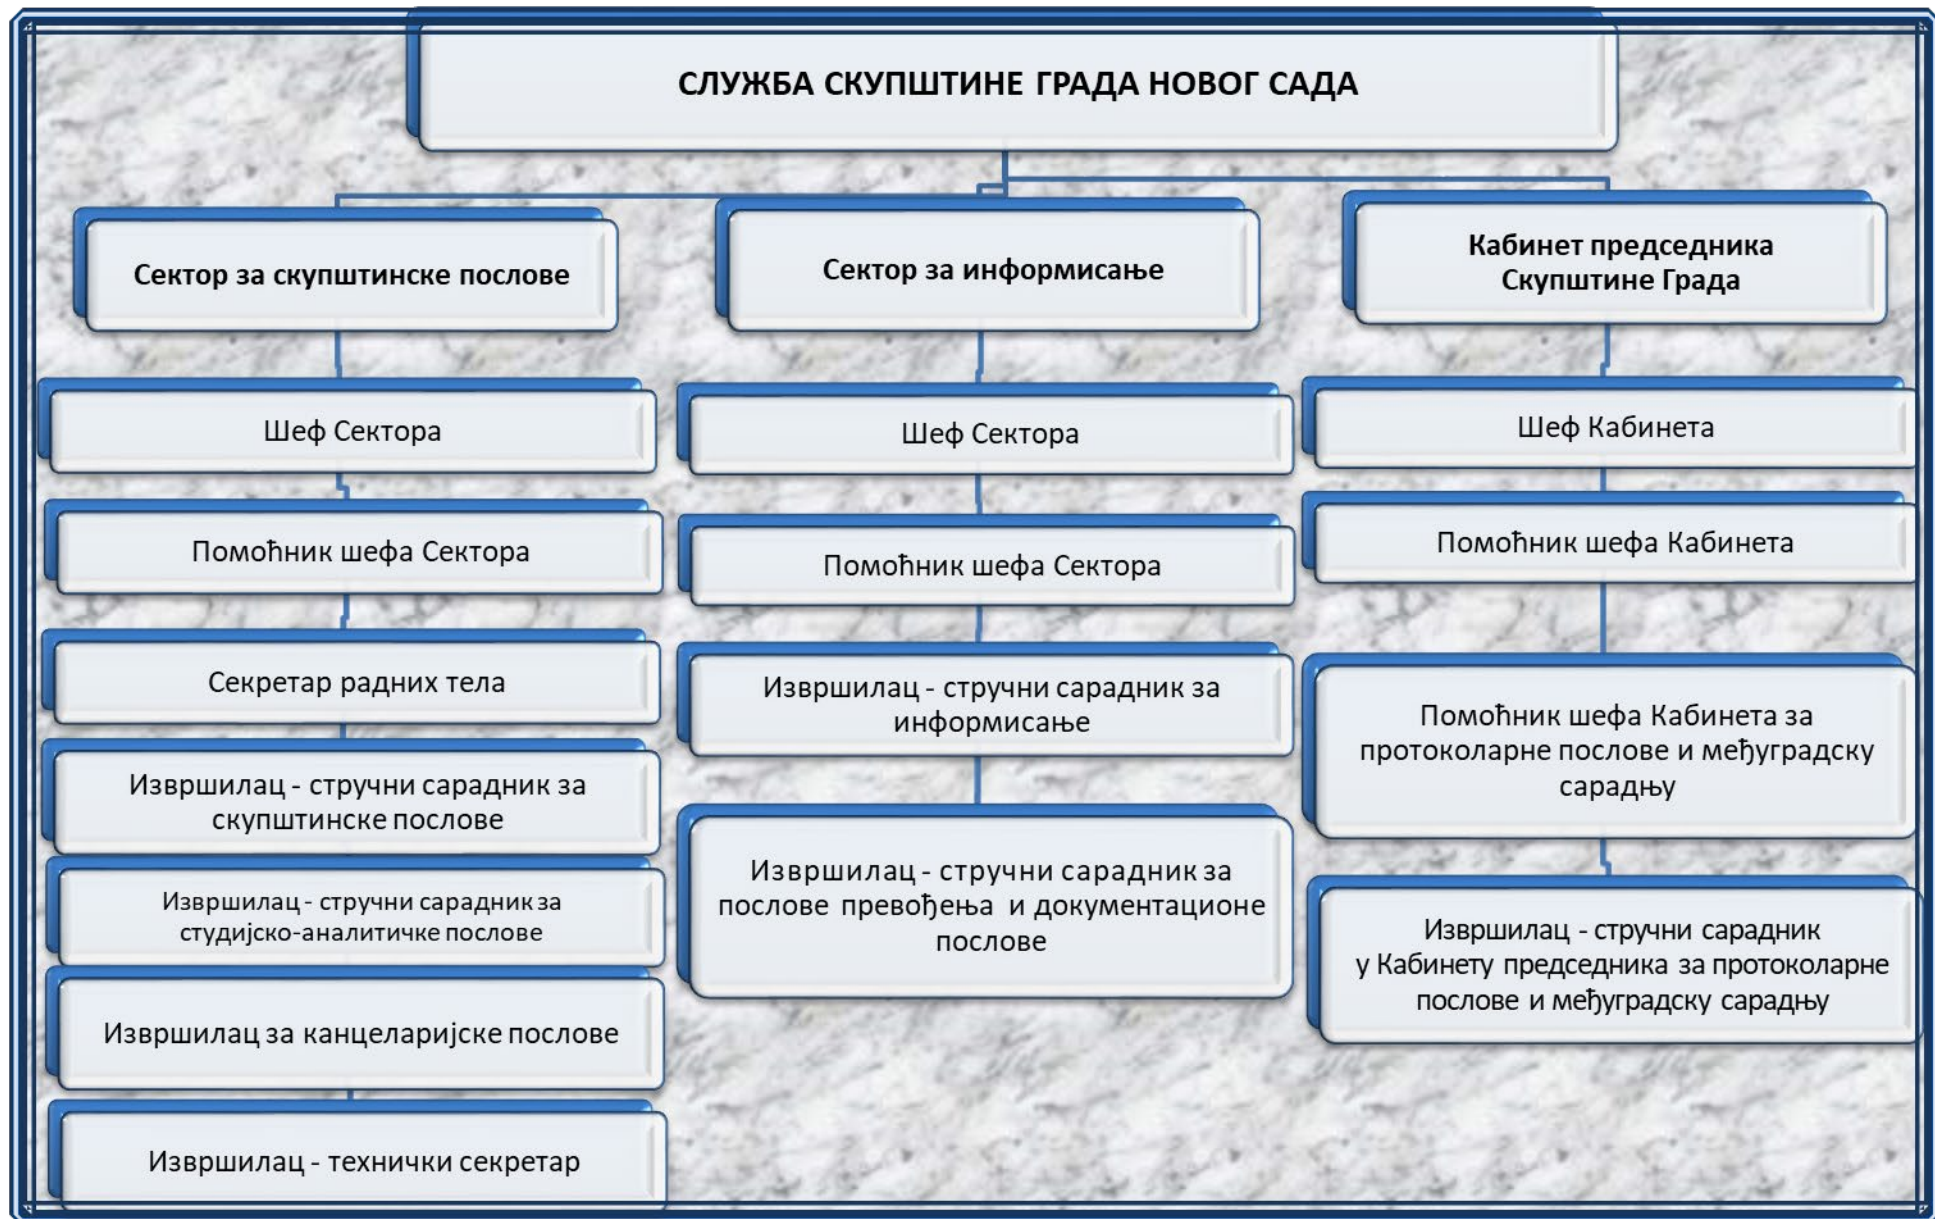 СЛУЖБА СКУПШТИНЕ ГРАДА НОВОГ САДА
Сектор за скупштинске послове
Шеф Сектора
Помоћник шефа Сектора
Секретар радних тела
Извршилац - стручни сарадник за
скупштинске послове
Извршилац - стручни сарадник за
студијско-аналитичке послове
Извршилац за канцеларијске послове
Извршилац - технички секретар
Сектор за информисање
Шеф Сектора
Помоћник шефа Сектора
Извршилац - стручни сарадник за
информисање
Извршилац - стручни сарадник за
послове превођења и документационе
послове
Кабинет председника
Скупштине Града
Шеф Кабинета
Помоћник шефа Кабинета
Помоћник шефа Кабинета за
протоколарне послове и међуградску
сарадњу
Извршилац - стручни сарадник
у Кабинету председника за протоколарне
послове и међуградску сарадњу